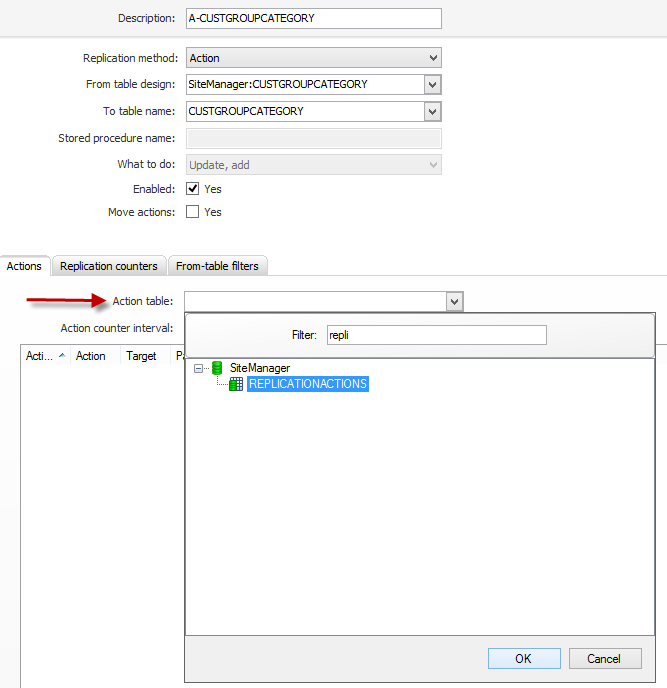 Description: A-CUSTGROUPCATEGORY
Replication method: Action
From table design: SiteManager:CUSTGROUPCATEGORY
To table name: CUSTGROUPCATEGORY
Stored procedure name:
What to do: Update, add
Enabled: Yes
Move actions: Yes
Actions Replication counters From-table filters
Action table:
Action counter interval:
Filter: repli
Acti... Action Target Pa
SiteManager
REPLICATIONACTIONS
OK Cancel